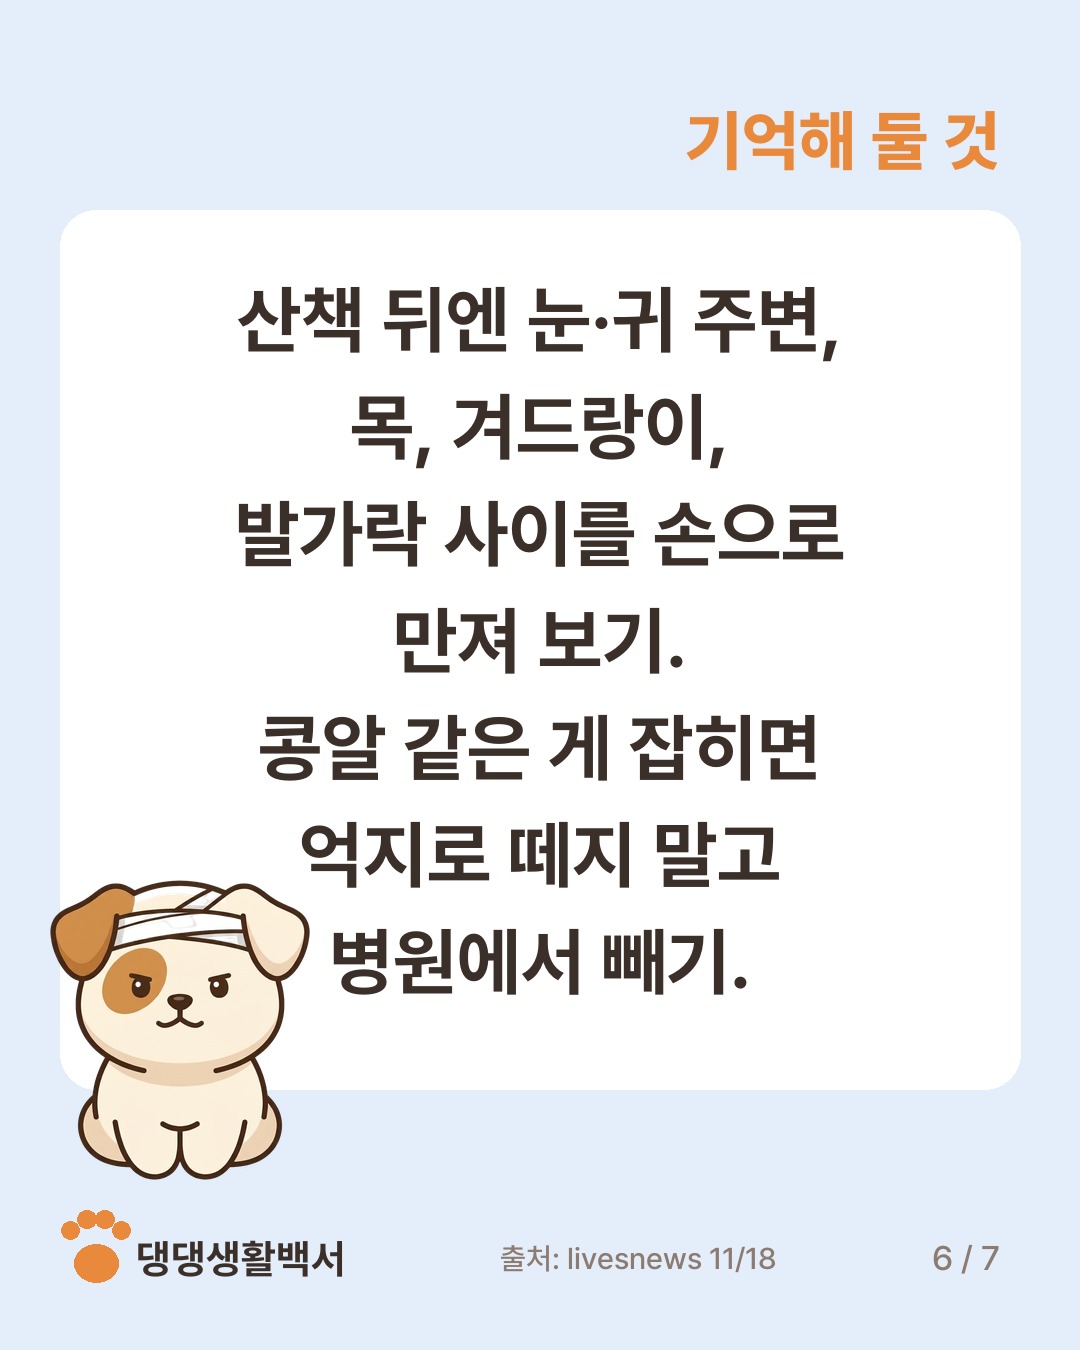 기억해 둘 것
산책 뒤엔 눈·귀 주변,
목, 겨드랑이,
발가락 사이를 손으로
만져 보기.
콩알 같은 게 잡히면
억지로 떼지 말고
병원에서 빼기.
댕댕생활백서
출처: livesnews 11/18
6 / 7